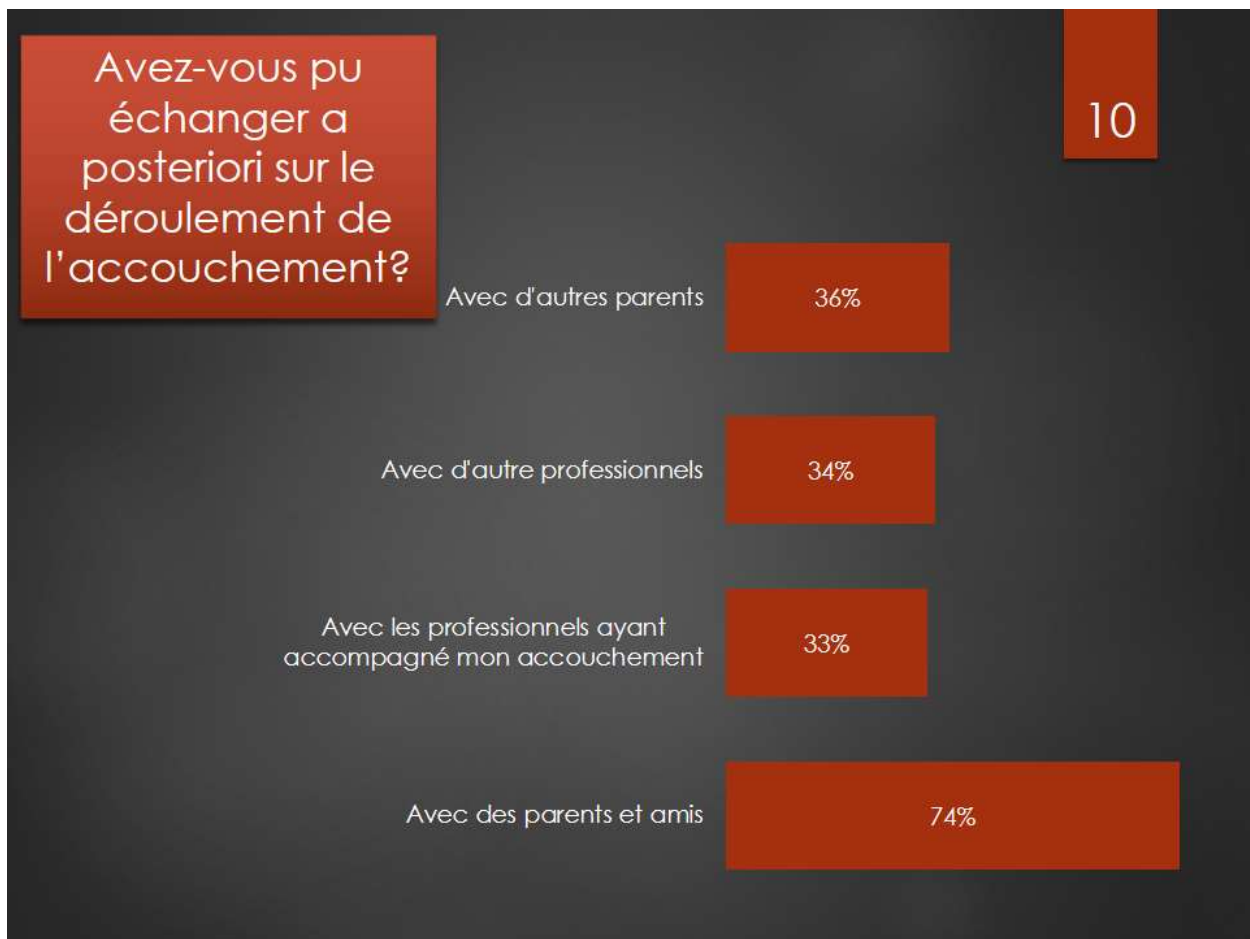 Avez-vous pu
échanger a
posteriori sur le
déroulement de
l'accouchement?
10
Avec d'autres parents
36%
Avec d'autre professionnels
34%
Avec les professionnels ayant
accompagné mon accouchement
33%
Avec des parents et amis
74%